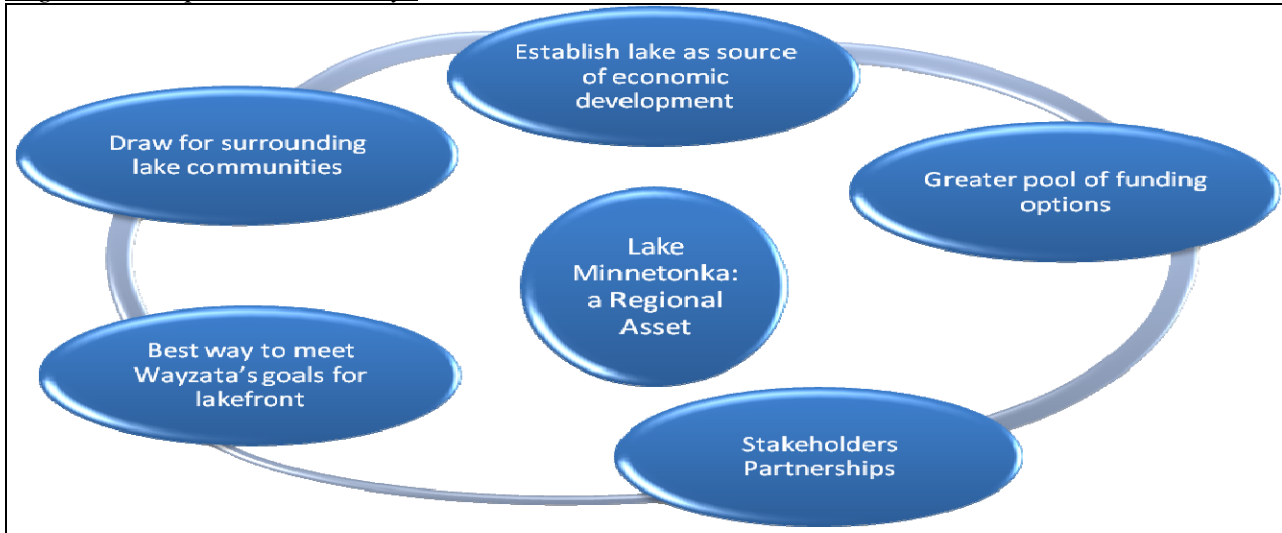 Establish lake as source
of economic
development
Draw for surrounding
lake communities
Greater pool of funding
options
Lake
Minnetonka:
a Regional
Asset
Best way to meet
Wayzata's goals for
lakefront
Stakeholders
Partnerships